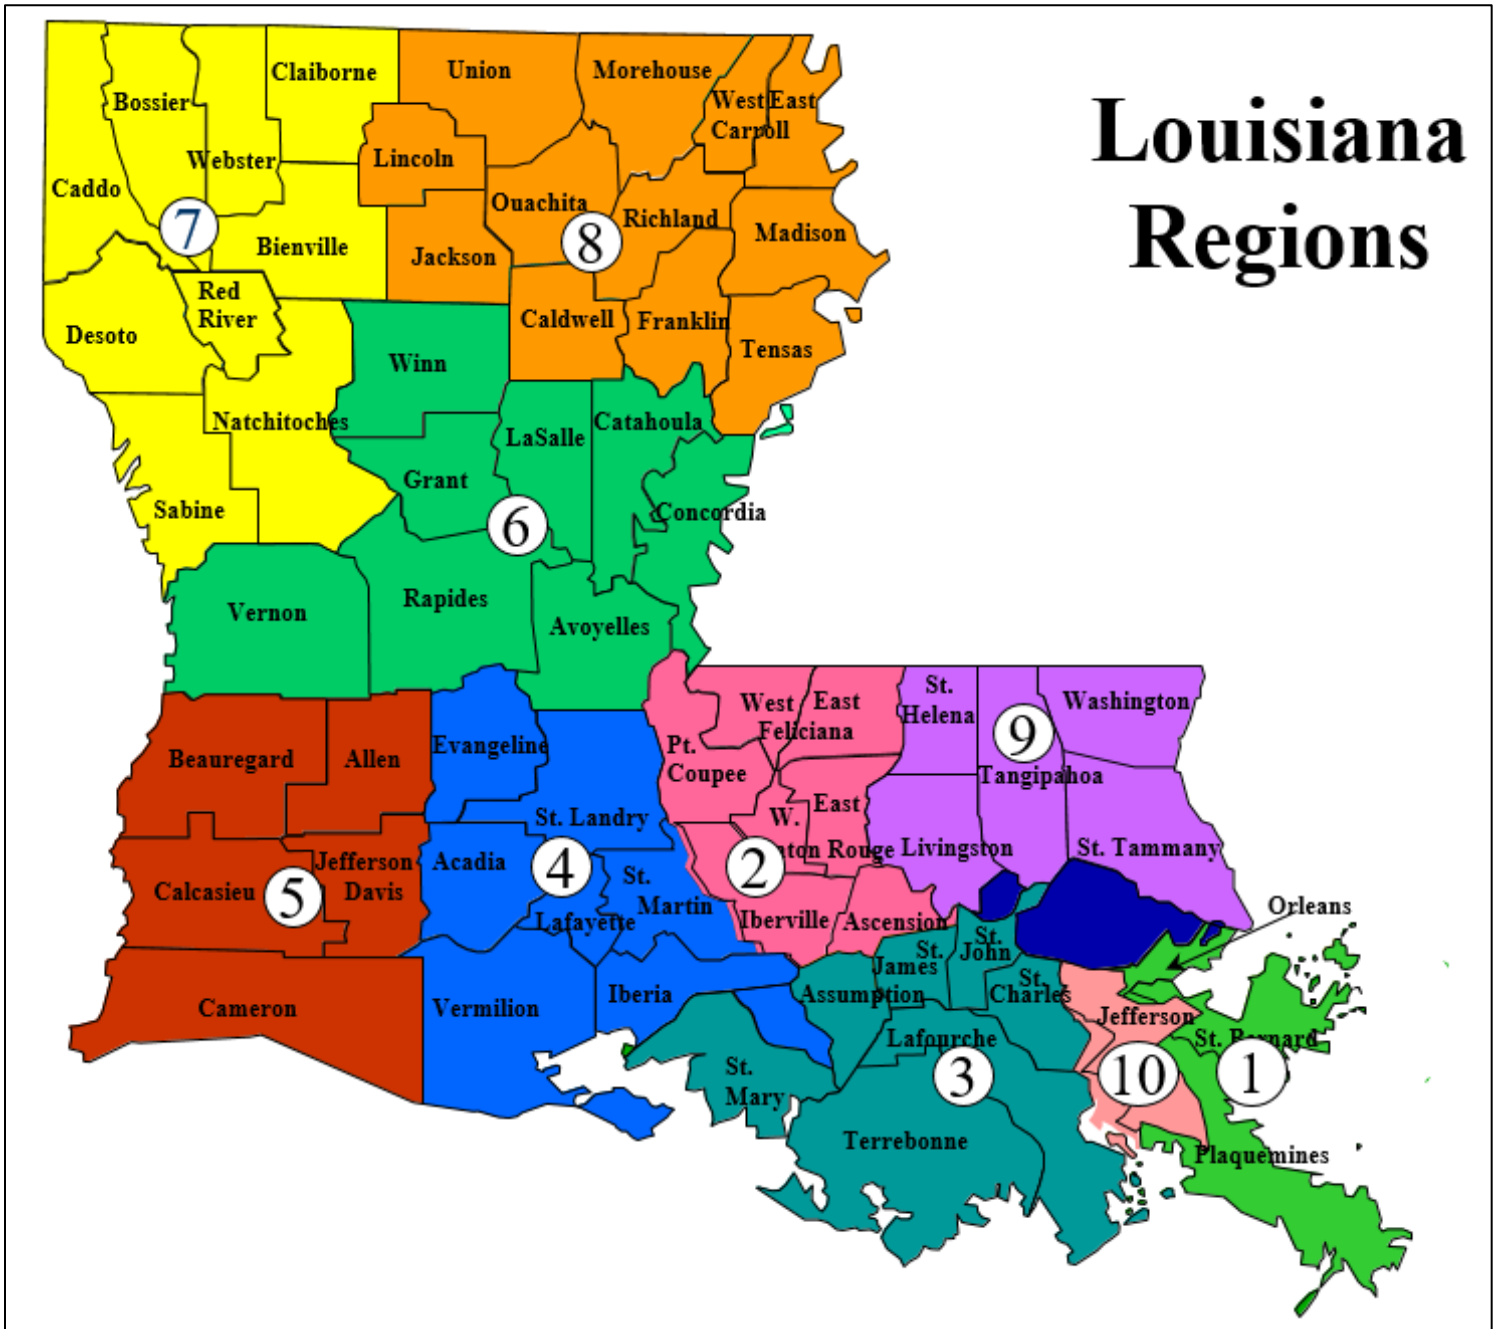 Louisiana
Regions
Claiborne
Union
Morehouse
Bossier
West East
Carroll
Webster
Lincoln
Caddo
Ouachita
Richland
7
8
Madison
Bienville
Jackson
Red
River
Desoto
Caldwell
Franklin
Tensas
Winn
Natchitoches
LaSalle
Catahoula
Grant
Sabine
6
Concordia
Vernon
Rapides
Avoyelles
St.
Helena
West East
Feliciana
Washington
9
Beauregard
Allen
Evangeline
Pt.
Coupee
Tangipahoa
St. Landry
W. East
ton Rouge
Livingston
St. Tammany
Jefferson
Davis
Acadia
4
2
Calcasieu
5
St.
Martin
Lafayette
Iberville
Ascension
Orleans
St.
John
St.
James
St.
Charles
Assumption
Cameron
Vermilion
Iberia
Jefferson
Lafourche
St. Bernard
St.
Mary
3
10
1
Terrebonne
Plaquemines